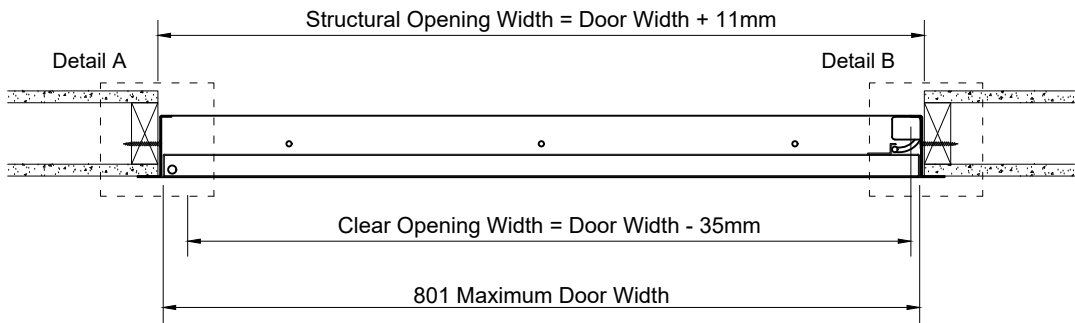 Structural Opening Width = Door Width + 11mm
Detail A
Detail B
Clear Opening Width = Door Width - 35mm
801 Maximum Door Width